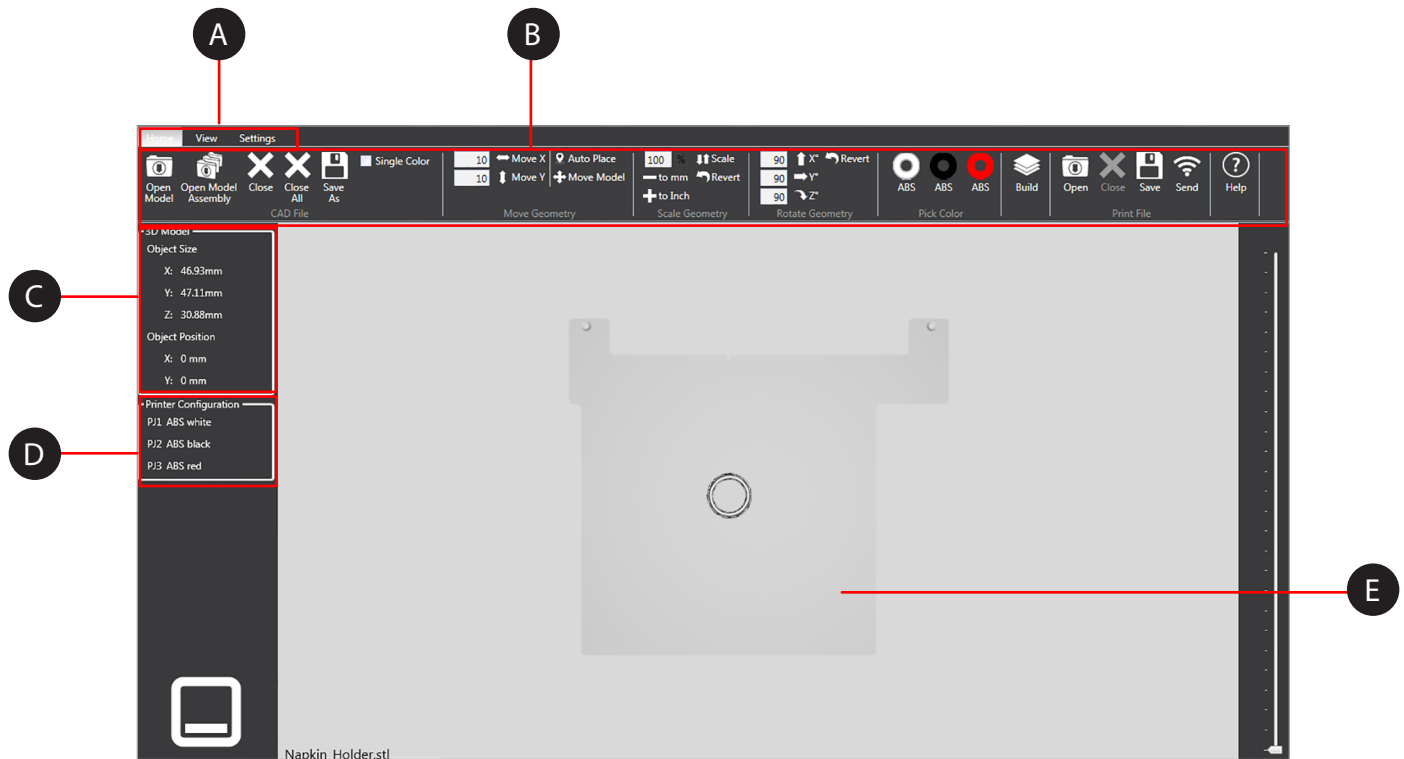 A
B
Home View Settings
10 Move X Auto Place 100 % Scale 90 X° Revert
Single Color
10 Move Y Move Model to mm Revert 90 Y°
Open Model
Open Model Assembly
Close
Close All
Save As
ABS ABS ABS
Build
Open Close Save Send
Help
to Inch 90 Z°
CAD File Move Geometry Scale Geometry Rotate Geometry Pick Color Print File
3D Model
Object Size
X: 46.93mm
C
Y: 47.11mm
Z: 30.88mm
Object Position
X: 0 mm
Y: 0 mm
Printer Configuration
PJ1 ABS white
PJ2 ABS black
D
PJ3 ABS red
E
Napkin_Holder.stl